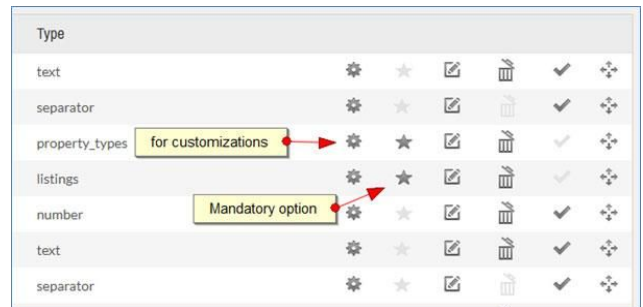 Type
text
separator
property_types
for customizations
listings
Mandatory option
number
text
separator